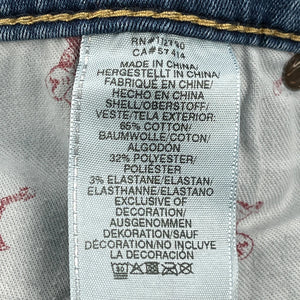 MADE IN CHINA/
HERGESTELLT IN CHINA/
FABRIQUÉ EN CHINE/
HECHO EN CHINA
SHELL/OBERSTOFF/
VESTE/TELA EXTERIOR:
65% COTTON/
BAUMWOLLE/COTON/
ALGODÓN
32% POLYESTER/
POLIÉSTER
3% ELASTANE/ÉLASTAN/
ELASTHANNE/ELASTANO
EXCLUSIVE OF
DECORATION/
AUSGENOMMEN
DEKORATION/SAUF
DÉCORATION/NO INCLUYE
LA DECORACIÓN